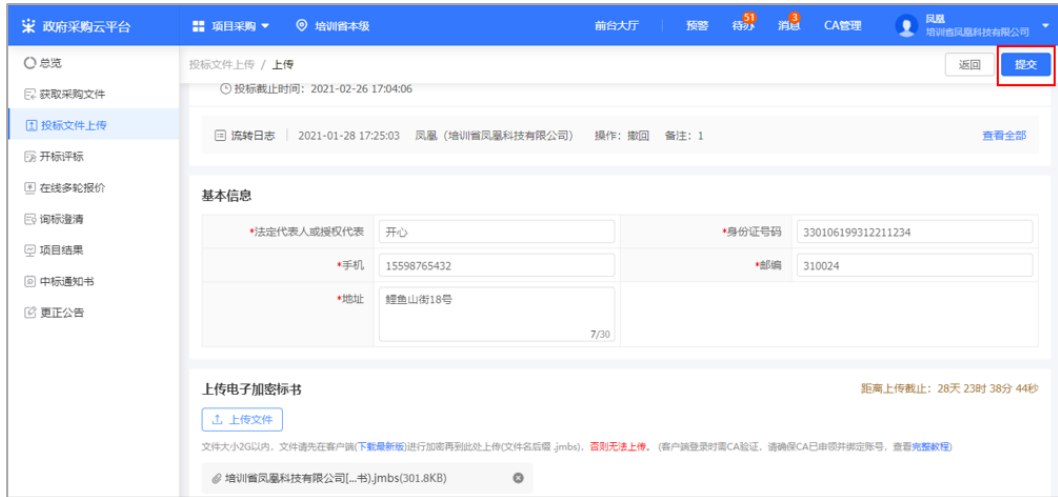 政府采购云平台 项目采购 培训省本级 前台大厅 预警 待办 51 消息 3 CA管理 凤凰
培训省凤凰科技有限公司
总览 投标文件上传 / 上传 返回 提交
投标截止时间：2021-02-26 17:04:06
获取采购文件
投标文件上传
开标评标
在线多轮报价
询标澄清
项目结果
中标通知书
更正公告
流转日志 2021-01-28 17:25:03 凤凰（培训省凤凰科技有限公司） 操作：撤回 备注：1 查看全部
基本信息
*法定代表人或授权代表 开心 *身份证号码 330106199312211234
*手机 15598765432 *邮编 310024
*地址 鲤鱼山街18号
7/30
上传电子加密标书 距离上传截止：28天 23时 38分 44秒
上传文件
文件大小2G以内，文件请先在客户端(下载最新版)进行加密再到此处上传(文件名后缀 .jmbs)，否则无法上传。 (客户端登录时需CA验证，请确保CA已申领并绑定账号，查看完整教程)
培训省凤凰科技有限公司[...书).jmbs(301.8KB)